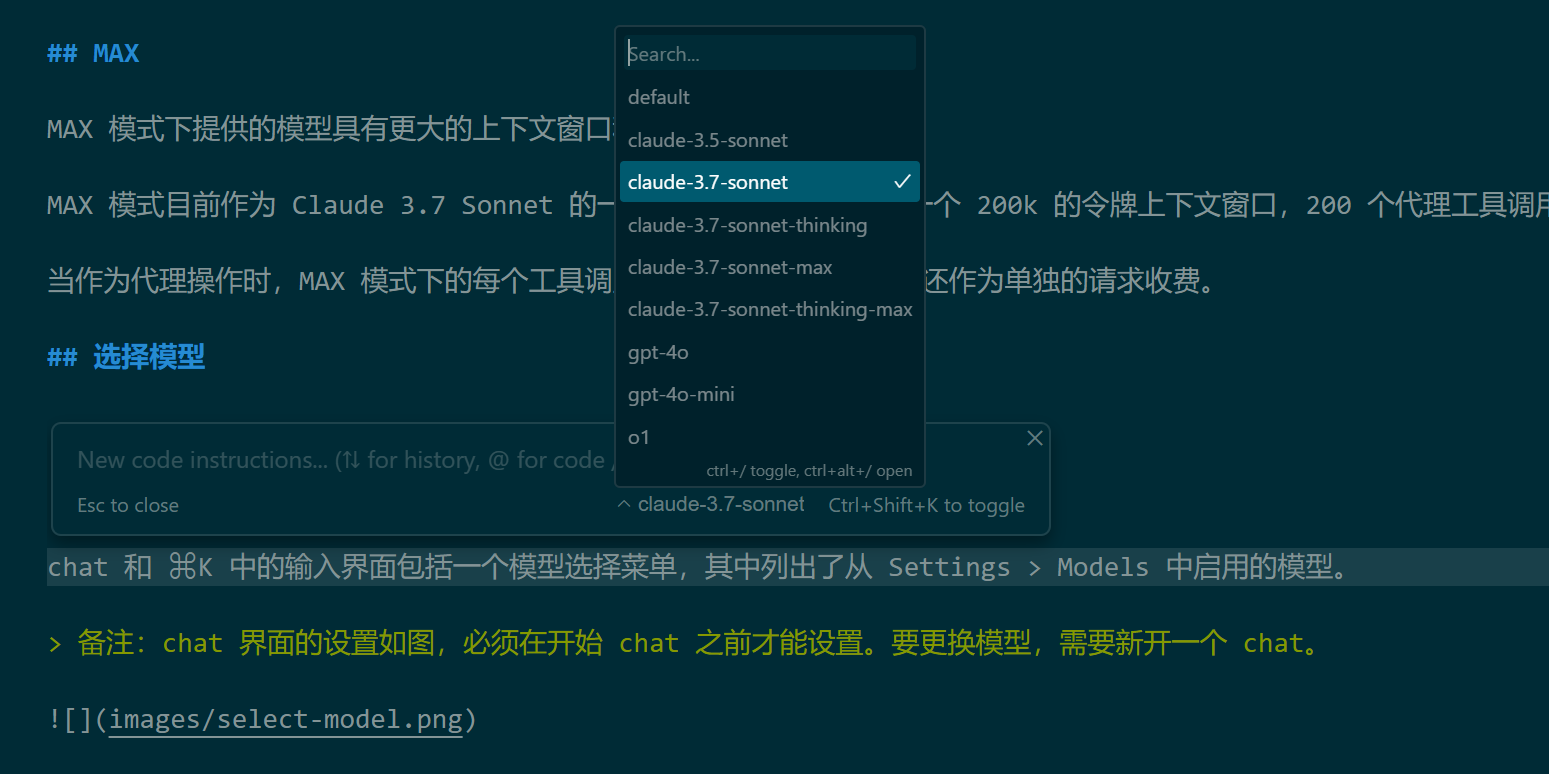 ## MAX
MAX 模式下提供的模型具有更大的上下文窗口
MAX 模式目前作为 Claude 3.7 Sonnet 的一
个 200k 的令牌上下文窗口，200 个代理工具调用
当作为代理操作时，MAX 模式下的每个工具调
还作为单独的请求收费。
## 选择模型
Search...
default
claude-3.5-sonnet
claude-3.7-sonnet
claude-3.7-sonnet-thinking
claude-3.7-sonnet-max
claude-3.7-sonnet-thinking-max
gpt-4o
gpt-4o-mini
o1
ctrl+/ toggle, ctrl+alt+/ open
New code instructions... (⇅ for history, @ for code
Esc to close
claude-3.7-sonnet
Ctrl+Shift+K to toggle
chat 和 ⌘K 中的输入界面包括一个模型选择菜单，其中列出了从 Settings > Models 中启用的模型。
> 备注：chat 界面的设置如图，必须在开始 chat 之前才能设置。要更换模型，需要新开一个 chat。
![](images/select-model.png)